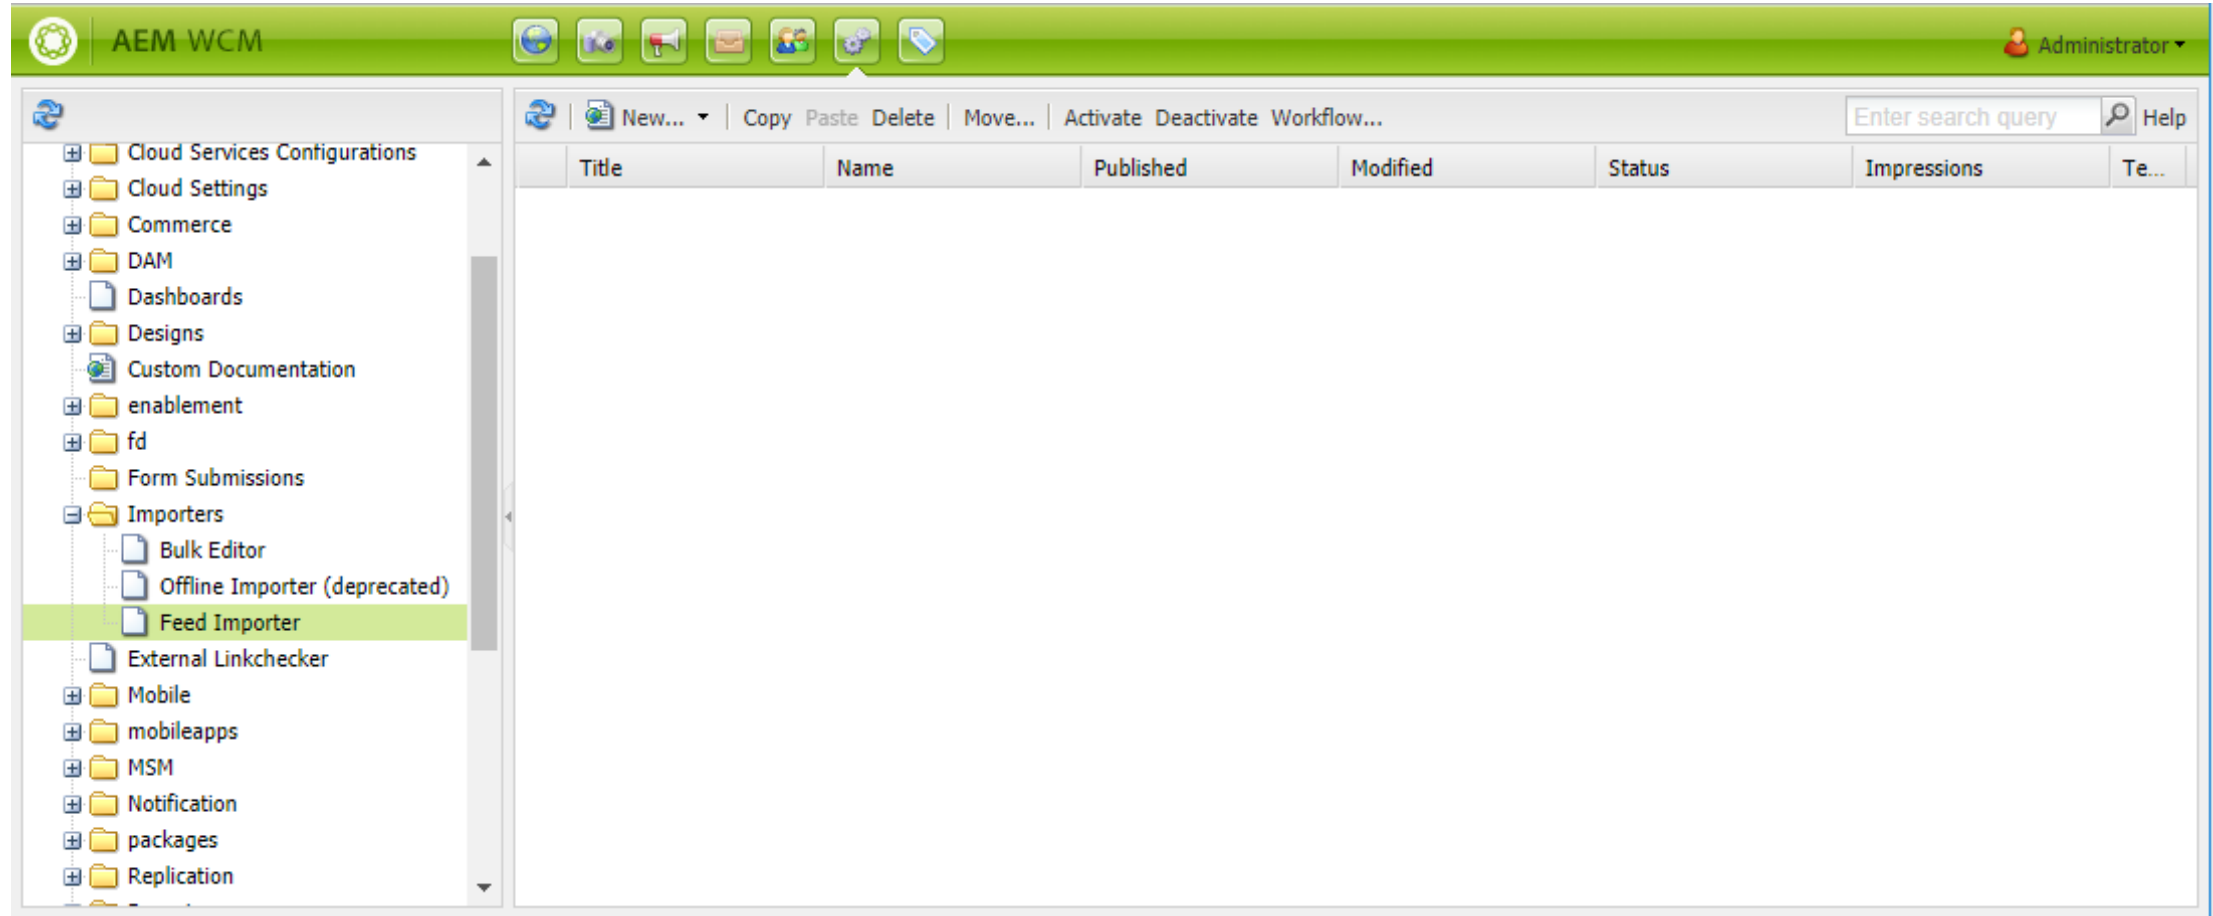 AEM WCM
Administrator
New... Copy Paste Delete Move... Activate Deactivate Workflow... Enter search query Help
Title Name Published Modified Status Impressions Te...
Cloud Services Configurations
Cloud Settings
Commerce
DAM
Dashboards
Designs
Custom Documentation
enablement
fd
Form Submissions
Importers
Bulk Editor
Offline Importer (deprecated)
Feed Importer
External Linkchecker
Mobile
mobileapps
MSM
Notification
packages
Replication